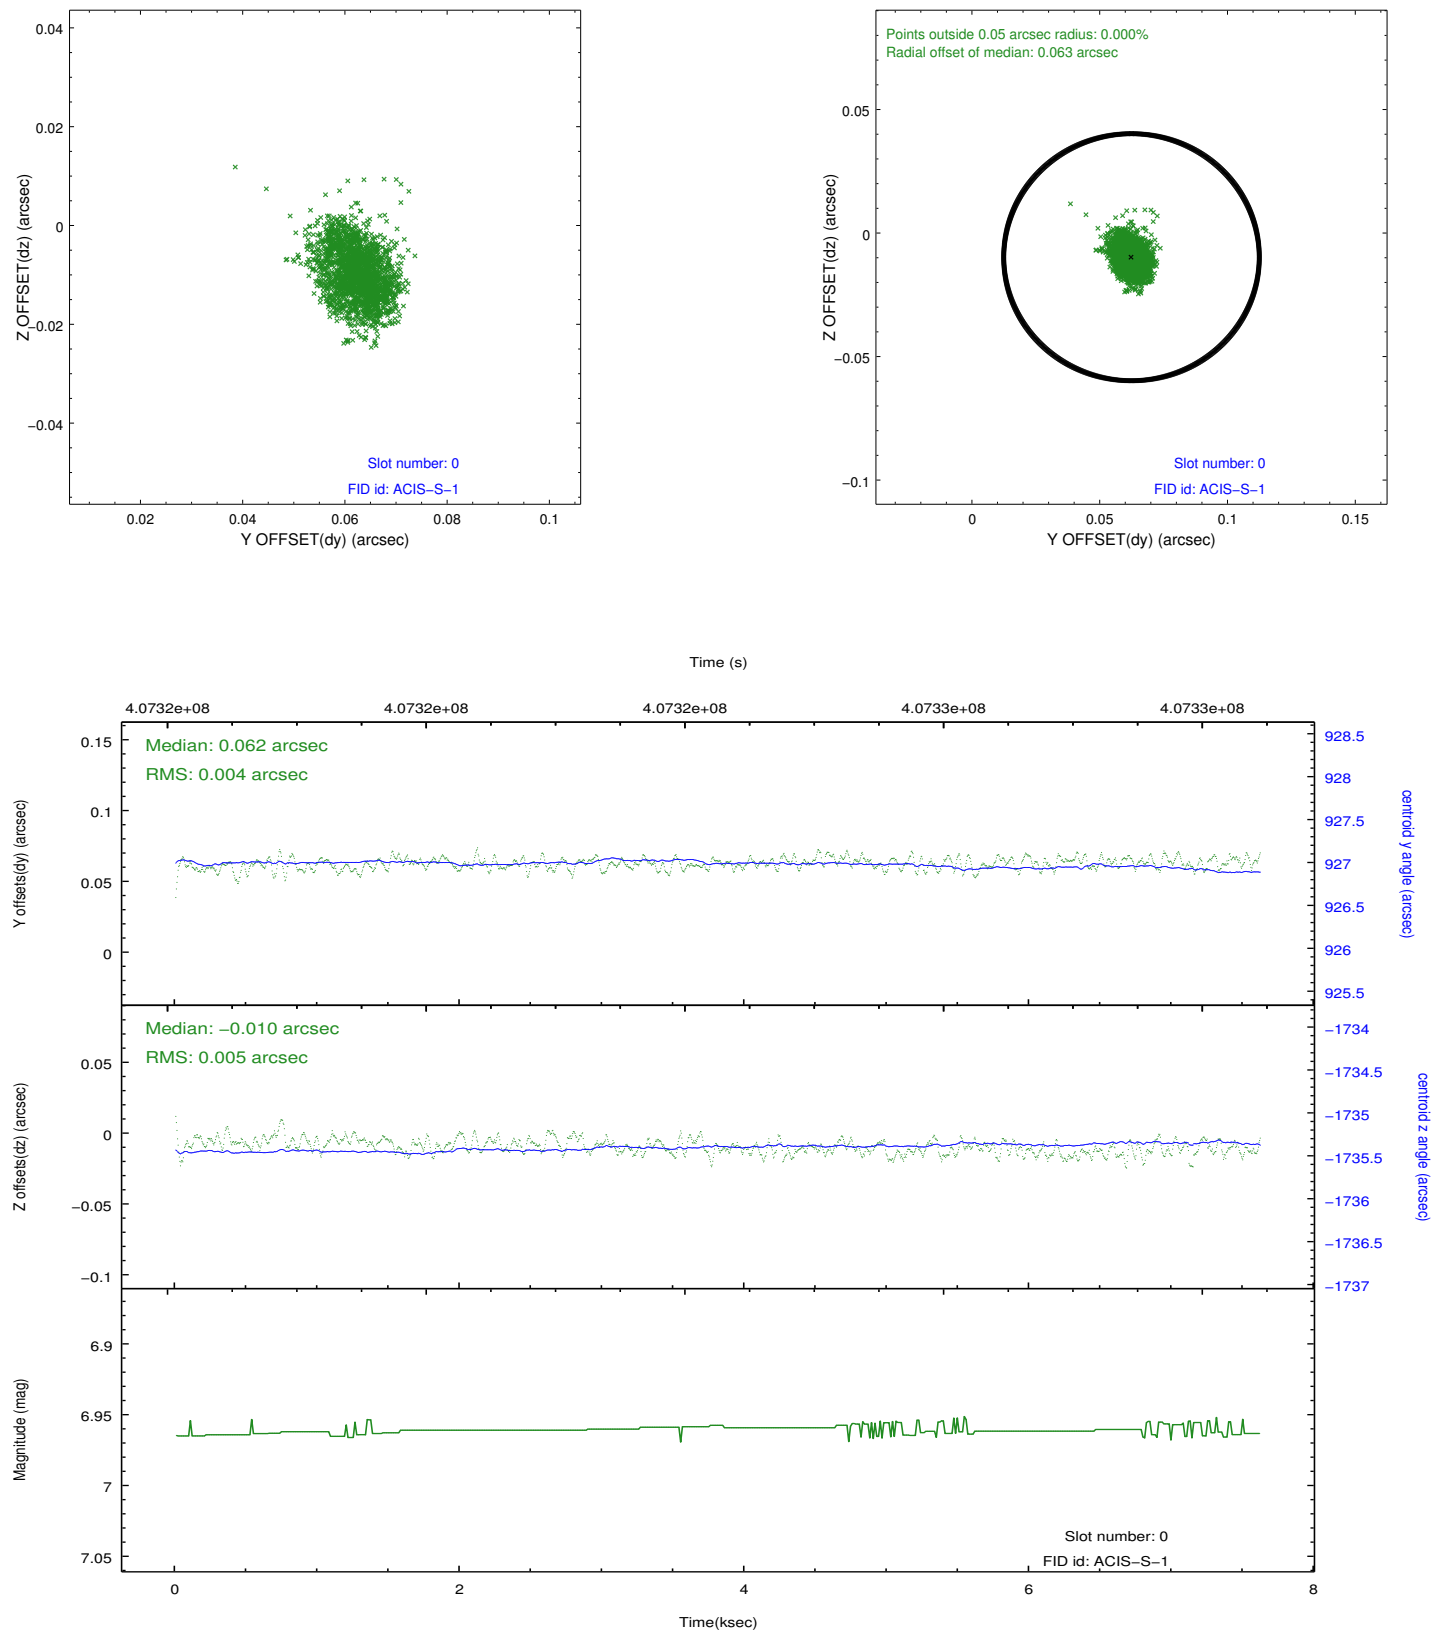 0.04
0.02
0
−0.02
−0.04
Z OFFSET(dz) (arcsec)
Slot number: 0
FID id: ACIS−S−1
0.02 0.04 0.06 0.08 0.1
Y OFFSET(dy) (arcsec)
Points outside 0.05 arcsec radius: 0.000%
Radial offset of median: 0.063 arcsec
0.05
0
−0.05
−0.1
Z OFFSET(dz) (arcsec)
Slot number: 0
FID id: ACIS−S−1
0 0.05 0.1 0.15
Y OFFSET(dy) (arcsec)
Time (s)
4.0732e+08 4.0732e+08 4.0732e+08 4.0733e+08 4.0733e+08
Median: 0.062 arcsec
RMS: 0.004 arcsec
0.15
0.1
0.05
0
Y offsets(dy) (arcsec)
928.5
928
927.5
927
926.5
926
925.5
centroid y angle (arcsec)
Median: −0.010 arcsec
RMS: 0.005 arcsec
0.05
0
−0.05
−0.1
Z offsets(dz) (arcsec)
−1734
−1734.5
−1735
−1735.5
−1736
−1736.5
−1737
centroid z angle (arcsec)
6.9
6.95
7
7.05
Magnitude (mag)
Slot number: 0
FID id: ACIS−S−1
0 2 4 6 8
Time(ksec)